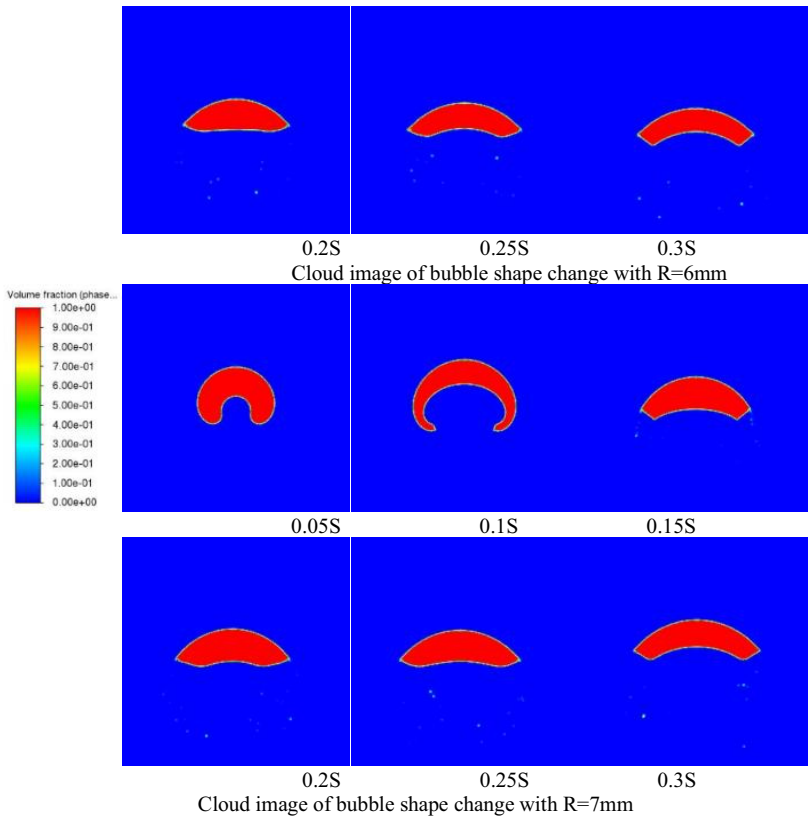 0.2S 0.25S 0.3S
Cloud image of bubble shape change with R=6mm
Volume fraction (phase...
1.00e+00
9.00e-01
8.00e-01
7.00e-01
6.00e-01
5.00e-01
4.00e-01
3.00e-01
2.00e-01
1.00e-01
0.00e+00
0.05S 0.1S 0.15S
0.2S 0.25S 0.3S
Cloud image of bubble shape change with R=7mm